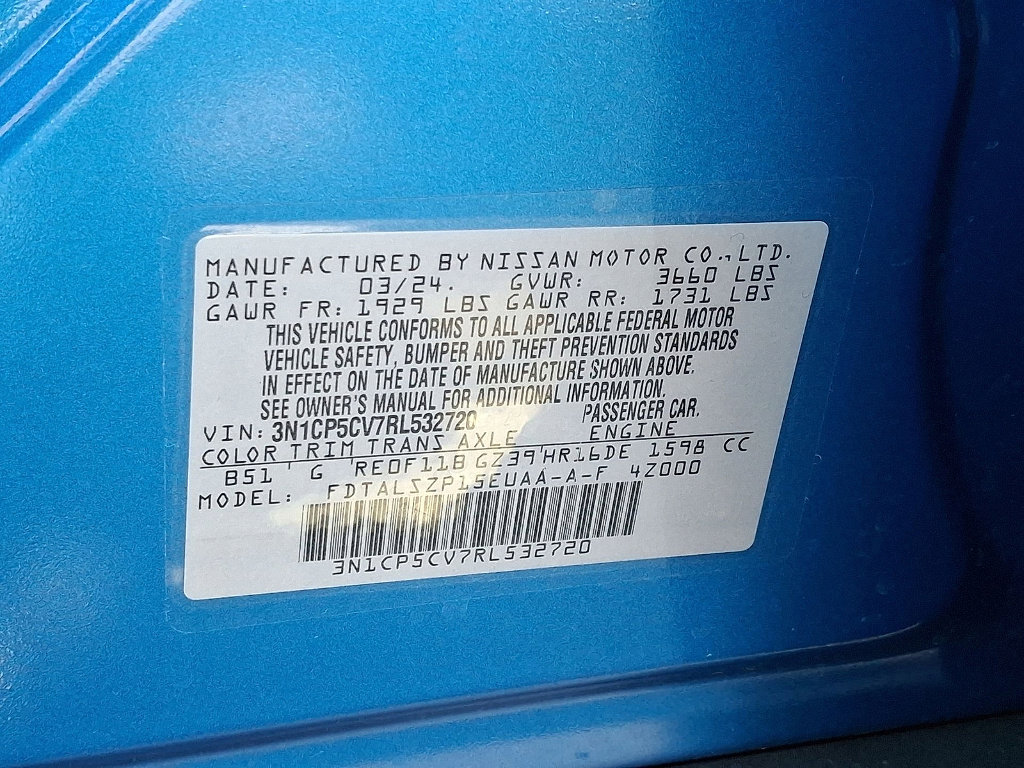 MANUFACTURED BY NISSAN MOTOR CO.,LTD.
DATE: 03/24. GVWR: 3660 LBS
GAWR FR: 1929 LBS GAWR RR: 1731 LBS
THIS VEHICLE CONFORMS TO ALL APPLICABLE FEDERAL MOTOR
VEHICLE SAFETY, BUMPER AND THEFT PREVENTION STANDARDS
IN EFFECT ON THE DATE OF MANUFACTURE SHOWN ABOVE.
SEE OWNER'S MANUAL FOR ADDITIONAL INFORMATION.
VIN: 3N1CP5CV7RL532720 PASSENGER CAR.
COLOR TRIM TRANS AXLE ENGINE
B51 G RE0F11B GZ39 HR16DE 1598 CC
MODEL: FDTALSZP15EUAA-A-F 4Z000
3N1CP5CV7RL532720